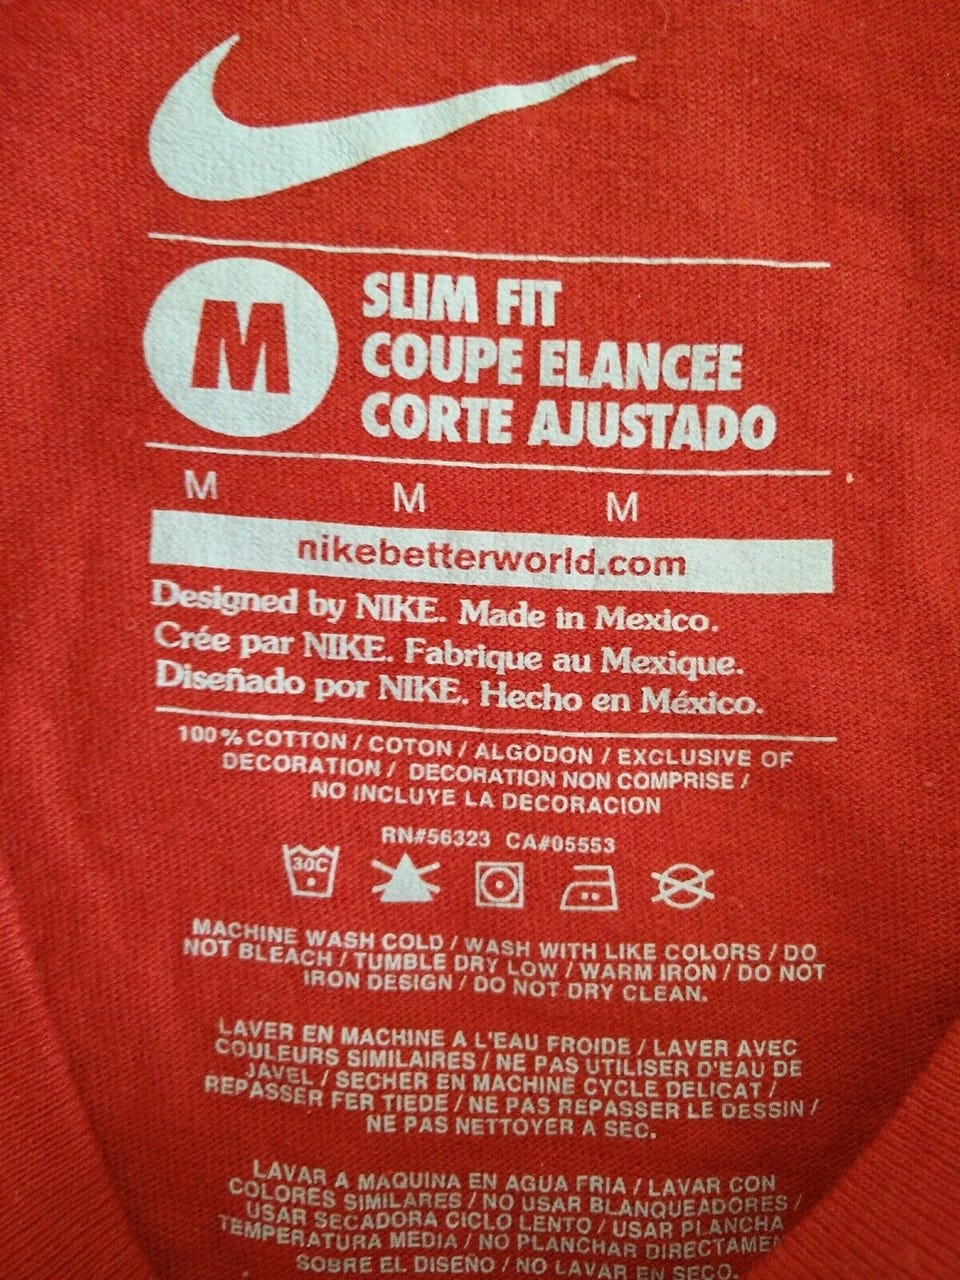 M
SLIM FIT
COUPE ELANCEE
CORTE AJUSTADO
M M M
nikebetterworld.com
Designed by NIKE. Made in Mexico.
Crée par NIKE. Fabrique au Mexique.
Diseñado por NIKE. Hecho en México.
100% COTTON / COTON / ALGODON / EXCLUSIVE OF
DECORATION / DECORATION NON COMPRISE /
NO INCLUYE LA DECORACION
RN#56323 CA#05553
30C
MACHINE WASH COLD / WASH WITH LIKE COLORS / DO
NOT BLEACH / TUMBLE DRY LOW / WARM IRON / DO NOT
IRON DESIGN / DO NOT DRY CLEAN.
LAVER EN MACHINE A L'EAU FROIDE / LAVER AVEC
COULEURS SIMILAIRES / NE PAS UTILISER D'EAU DE
JAVEL / SECHER EN MACHINE CYCLE DELICAT /
REPASSER FER TIEDE / NE PAS REPASSER LE DESSIN /
NE PAS NETTOYER A SEC.
LAVAR A MAQUINA EN AGUA FRIA / LAVAR CON
COLORES SIMILARES / NO USAR BLANQUEADORES /
USAR SECADORA CICLO LENTO / USAR PLANCHA
TEMPERATURA MEDIA / NO PLANCHAR DIRECTAMEN
SOBRE EL DISEÑO / NO LAVAR EN SECO.